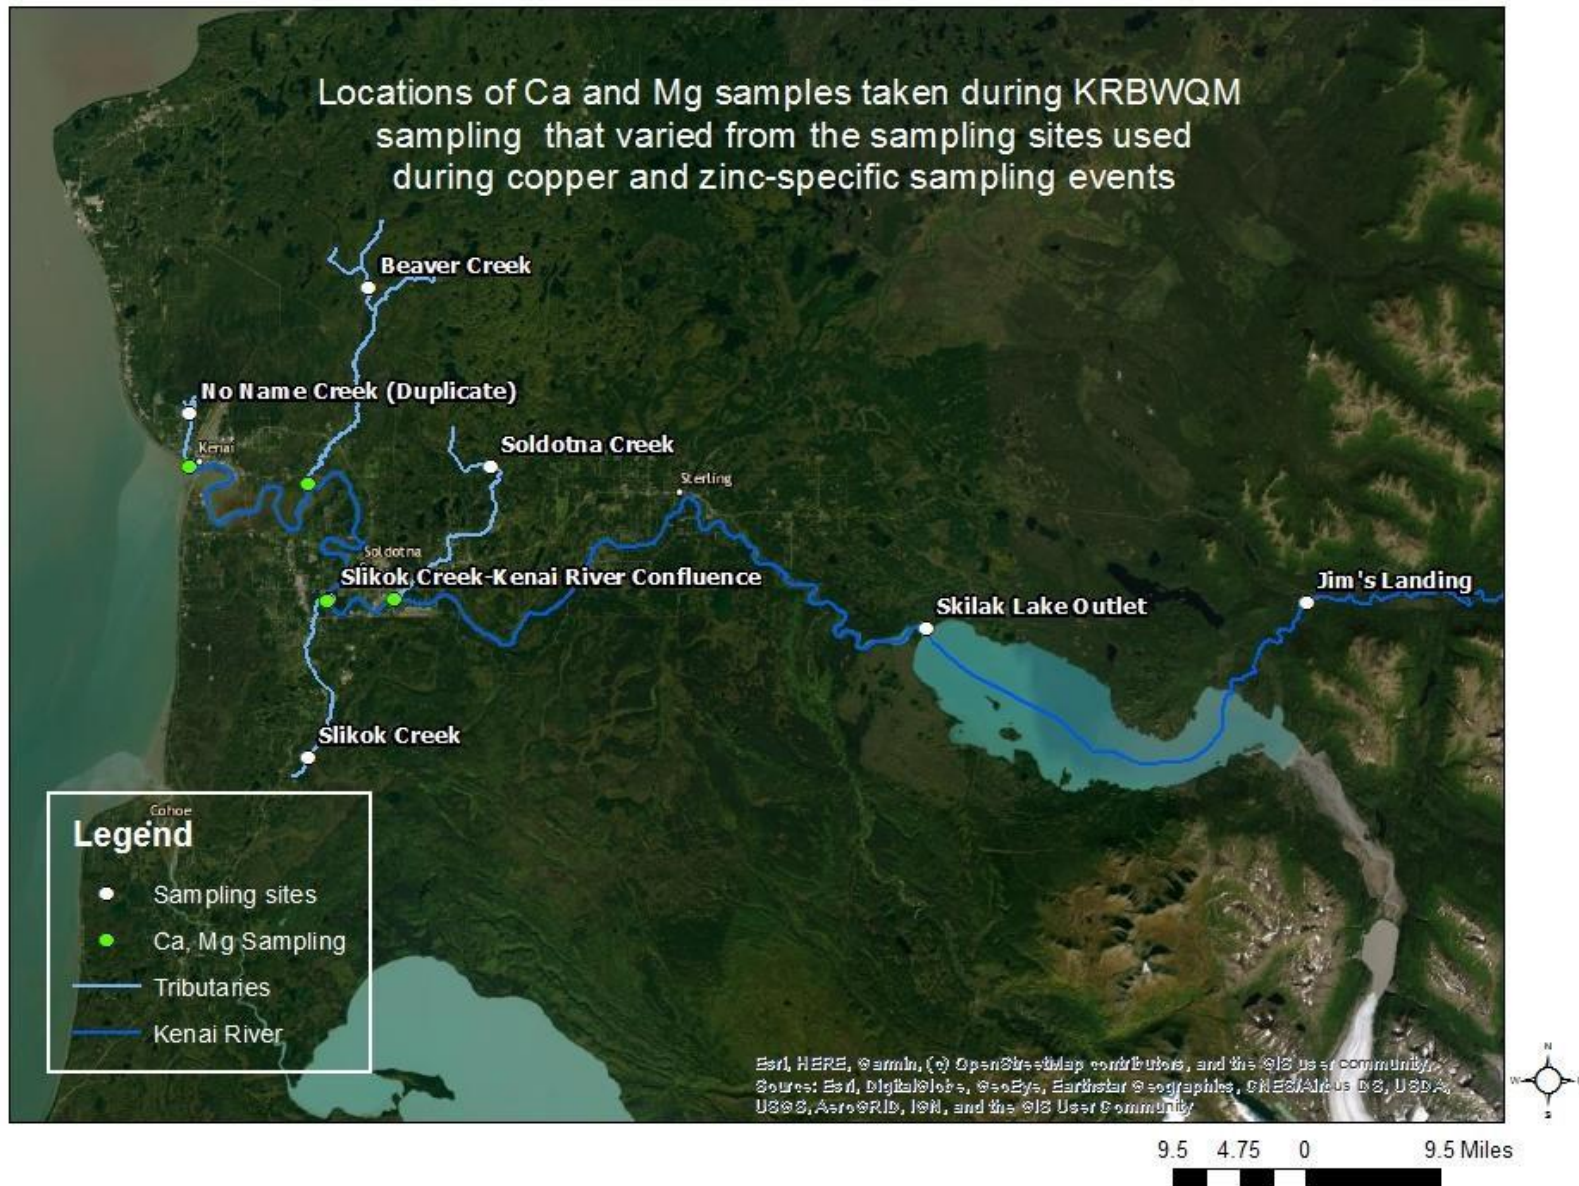 Locations of Ca and Mg samples taken during KRBWQM
sampling that varied from the sampling sites used
during copper and zinc-specific sampling events
Beaver Creek
No Name Creek (Duplicate)
Kenai
Soldotna Creek
Sterling
Soldotna
Slikok Creek-Kenai River Confluence
Jim's Landing
Skilak Lake Outlet
Slikok Creek
Cohoe
Legend
Sampling sites
Ca, Mg Sampling
Tributaries
Kenai River
Esri, HERE, Garmin, (c) OpenStreetMap contributors, and the GIS user community,
Source: Esri, DigitalGlobe, GeoEye, Earthstar Geographics, CNES/Airbus DS, USDA,
USGS, AeroGRID, IGN, and the GIS User Community
N
W
S
9.5 4.75 0 9.5 Miles